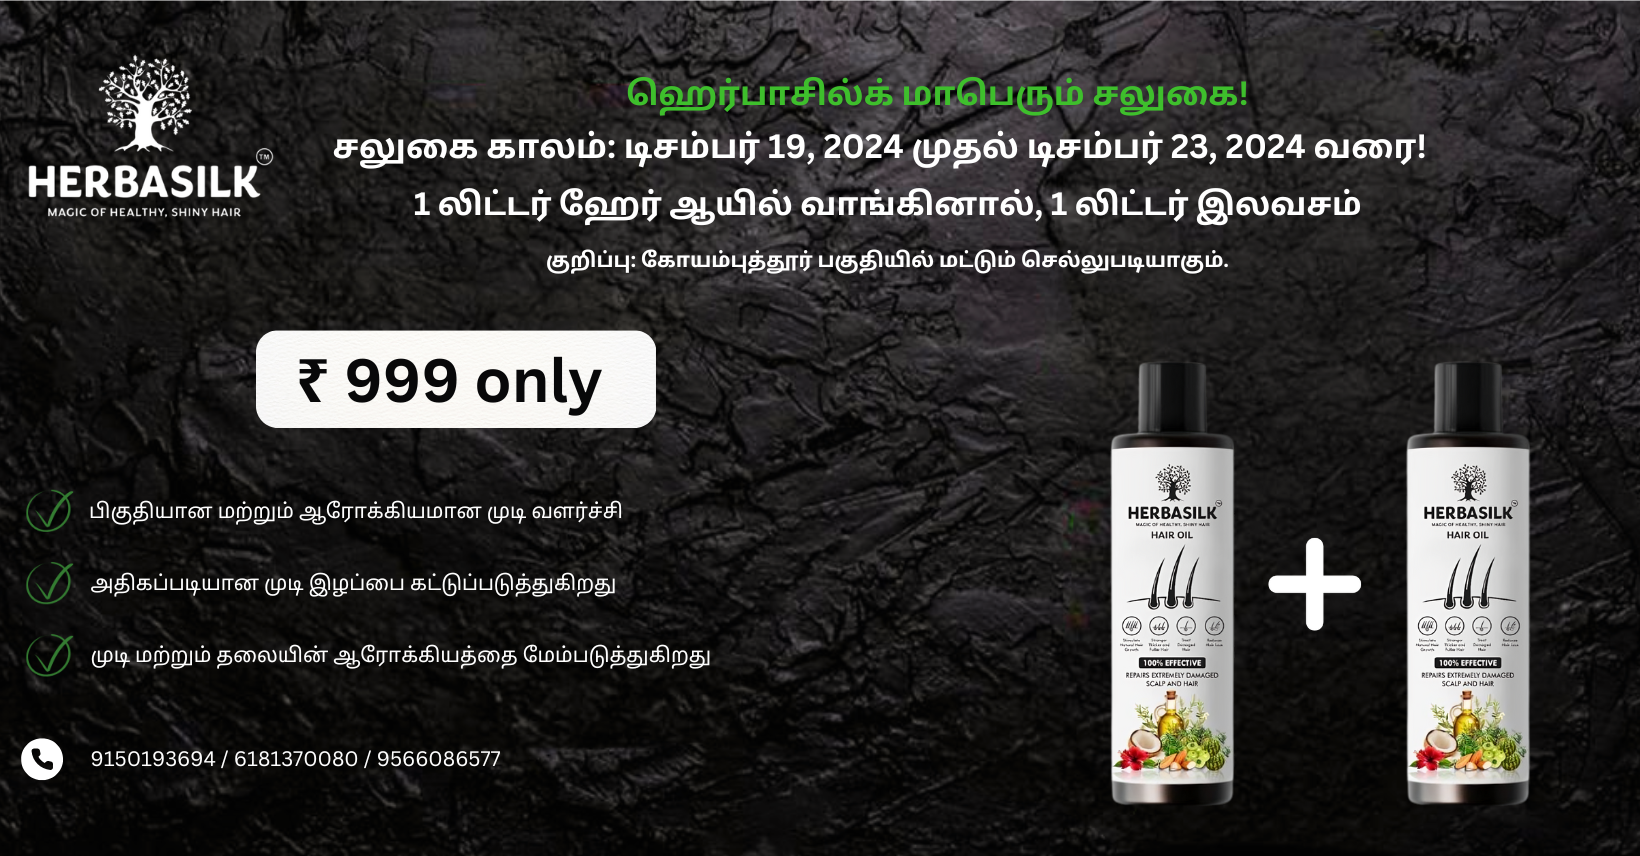 HERBASILK TM
MAGIC OF HEALTHY, SHINY HAIR
ஹெர்பாசில்க் மாபெரும் சலுகை!
சலுகை காலம்: டிசம்பர் 19, 2024 முதல் டிசம்பர் 23, 2024 வரை!
1 லிட்டர் ஹேர் ஆயில் வாங்கினால், 1 லிட்டர் இலவசம்
குறிப்பு: கோயம்புத்தூர் பகுதியில் மட்டும் செல்லுபடியாகும்.
₹ 999 only
பிகுதியான மற்றும் ஆரோக்கியமான முடி வளர்ச்சி
அதிகப்படியான முடி இழப்பை கட்டுப்படுத்துகிறது
முடி மற்றும் தலையின் ஆரோக்கியத்தை மேம்படுத்துகிறது
9150193694 / 6181370080 / 9566086577
HERBASILK TM
MAGIC OF HEALTHY, SHINY HAIR
HAIR OIL
100% EFFECTIVE
REPAIRS EXTREMELY DAMAGED
SCALP AND HAIR
HERBASILK TM
MAGIC OF HEALTHY, SHINY HAIR
HAIR OIL
100% EFFECTIVE
REPAIRS EXTREMELY DAMAGED
SCALP AND HAIR